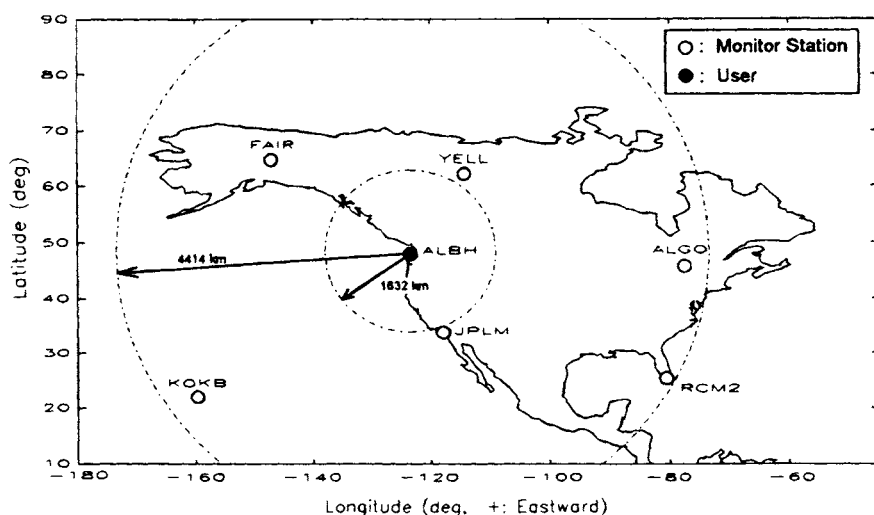 90
80
70
60
50
40
30
20
10
Latitude (deg)
○: Monitor Station
●: User
FAIR
YELL
ALBH
ALGO
4414 km
1632 km
JPLM
KOKB
RCM2
-180 -160 -140 -120 -100 -80 -60
Longitude (deg, +: Eastward)